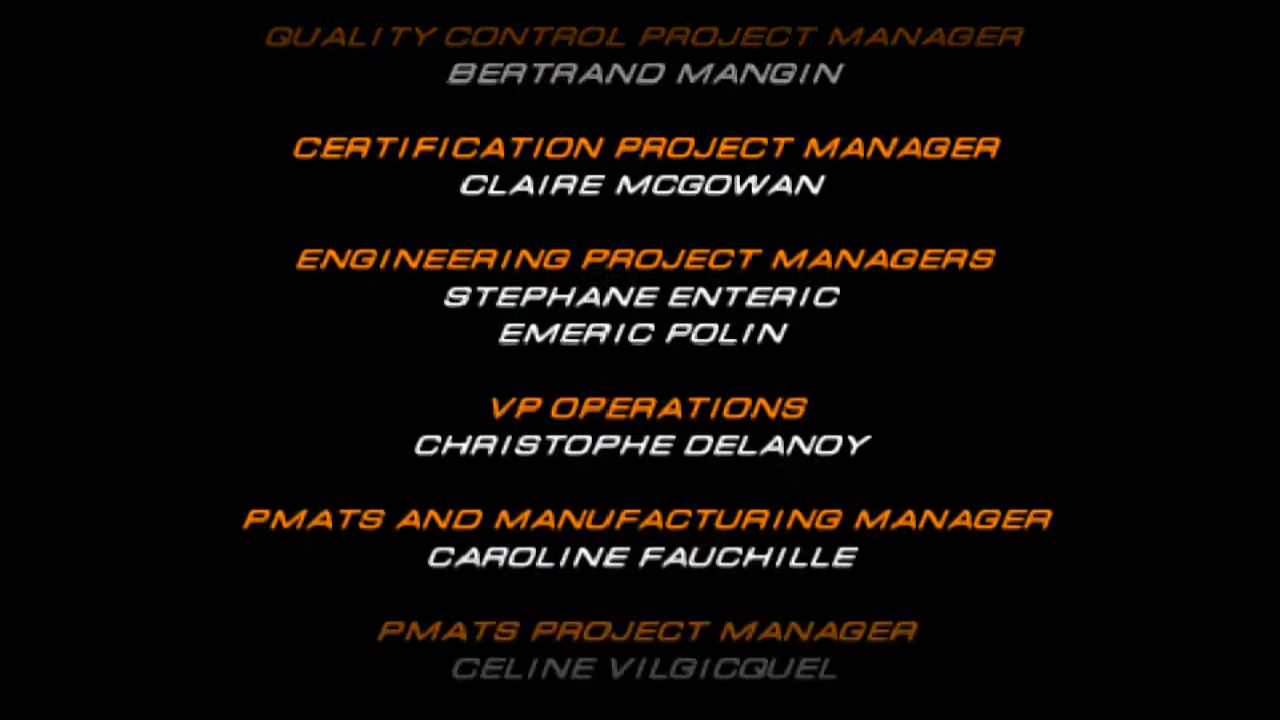 QUALITY CONTROL PROJECT MANAGER
BERTRAND MANGIN
CERTIFICATION PROJECT MANAGER
CLAIRE MCGOWAN
ENGINEERING PROJECT MANAGERS
STEPHANE ENTERIC
EMERIC POLIN
VP OPERATIONS
CHRISTOPHE DELANOY
PMATS AND MANUFACTURING MANAGER
CAROLINE FAUCHILLE
PMATS PROJECT MANAGER
CELINE VILGICQUEL